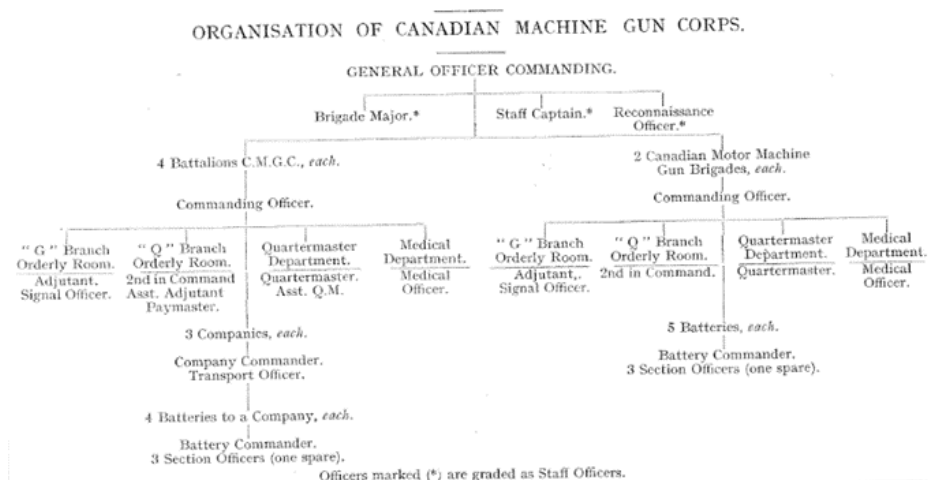 ORGANISATION OF CANADIAN MACHINE GUN CORPS.
GENERAL OFFICER COMMANDING.
Brigade Major.*
Staff Captain.*
Reconnaissance
Officer.*
4 Battalions C.M.G.C., each.
Commanding Officer.
" G " Branch
Orderly Room.
Adjutant.
Signal Officer.
" Q " Branch
Orderly Room.
2nd in Command
Asst. Adjutant
Paymaster.
Quartermaster
Department.
Quartermaster.
Asst. Q.M.
Medical
Department.
Medical
Officer.
3 Companies, each.
Company Commander.
Transport Officer.
4 Batteries to a Company, each.
Battery Commander.
3 Section Officers (one spare).
2 Canadian Motor Machine
Gun Brigades, each.
Commanding Officer.
" G " Branch
Orderly Room.
Adjutant,.
Signal Officer.
" Q " Branch
Orderly Room.
2nd in Command.
Quartermaster
Department.
Quartermaster.
Medical
Department.
Medical
Officer.
5 Batteries, each.
Battery Commander.
3 Section Officers (one spare).
Officers marked (*) are graded as Staff Officers.